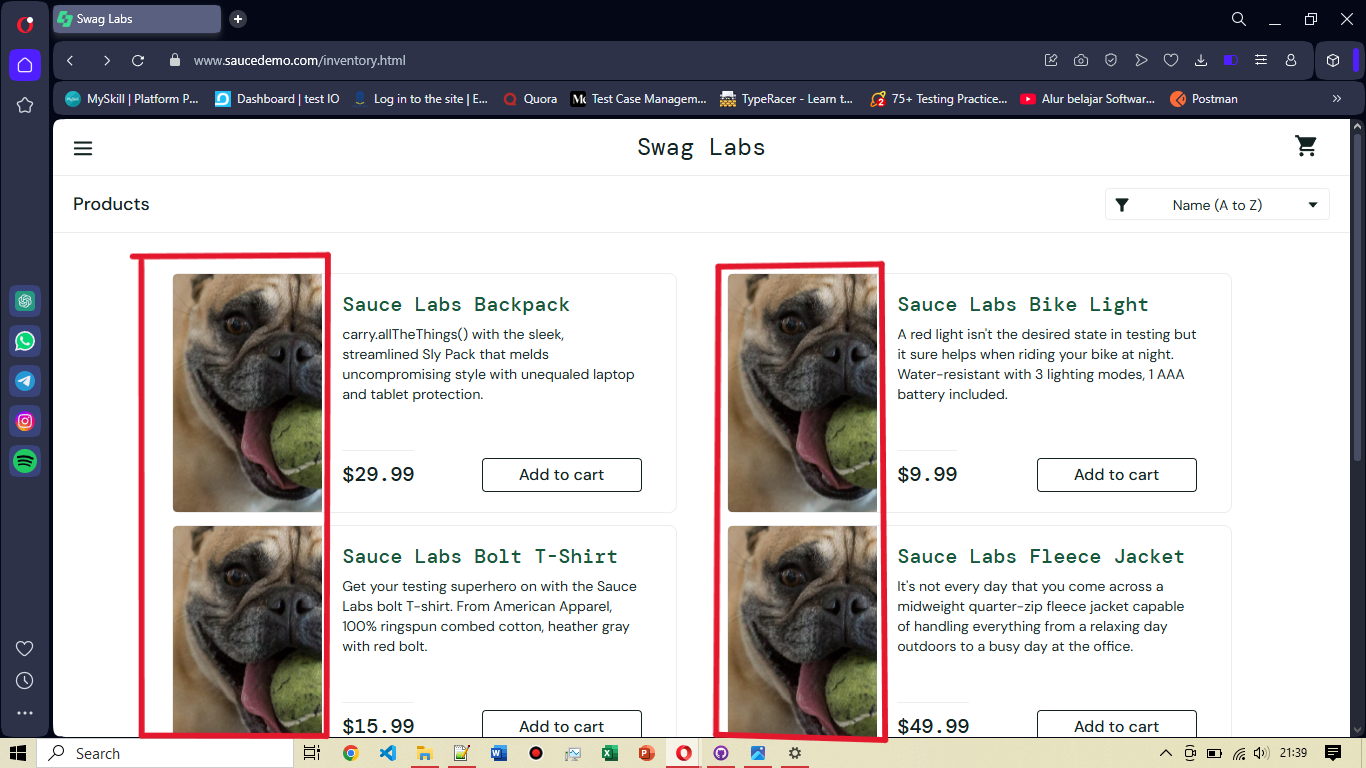 Swag Labs
www.saucedemo.com/inventory.html
MySkill | Platform P...
Dashboard | test IO
Log in to the site | E...
Quora
Test Case Managem...
TypeRacer - Learn t...
75+ Testing Practice...
Alur belajar Softwar...
Postman
Swag Labs
Products
Name (A to Z)
Sauce Labs Backpack
carry.allTheThings() with the sleek,
streamlined Sly Pack that melds
uncompromising style with unequaled laptop
and tablet protection.
$29.99
Add to cart
Sauce Labs Bike Light
A red light isn't the desired state in testing but
it sure helps when riding your bike at night.
Water-resistant with 3 lighting modes, 1 AAA
battery included.
$9.99
Add to cart
Sauce Labs Bolt T-Shirt
Get your testing superhero on with the Sauce
Labs bolt T-shirt. From American Apparel,
100% ringspun combed cotton, heather gray
with red bolt.
$15.99
Add to cart
Sauce Labs Fleece Jacket
It's not every day that you come across a
midweight quarter-zip fleece jacket capable
of handling everything from a relaxing day
outdoors to a busy day at the office.
$49.99
Add to cart
Search
21:39